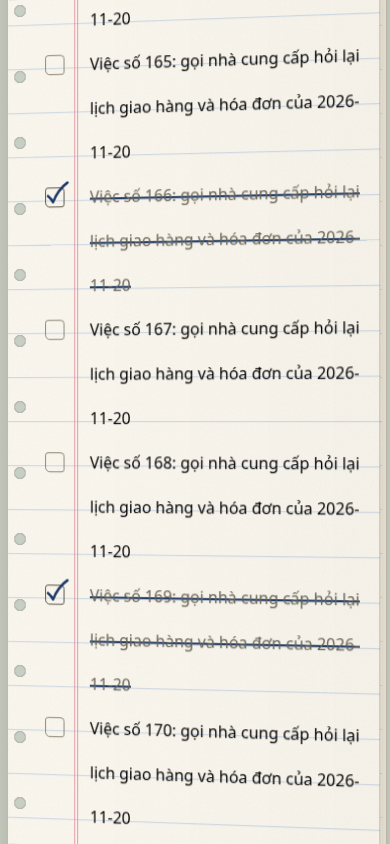 11-20
Việc số 165: gọi nhà cung cấp hỏi lại
lịch giao hàng và hóa đơn của 2026-
11-20
Việc số 166: gọi nhà cung cấp hỏi lại
lịch giao hàng và hóa đơn của 2026-
11-20
Việc số 167: gọi nhà cung cấp hỏi lại
lịch giao hàng và hóa đơn của 2026-
11-20
Việc số 168: gọi nhà cung cấp hỏi lại
lịch giao hàng và hóa đơn của 2026-
11-20
Việc số 169: gọi nhà cung cấp hỏi lại
lịch giao hàng và hóa đơn của 2026-
11-20
Việc số 170: gọi nhà cung cấp hỏi lại
lịch giao hàng và hóa đơn của 2026-
11-20